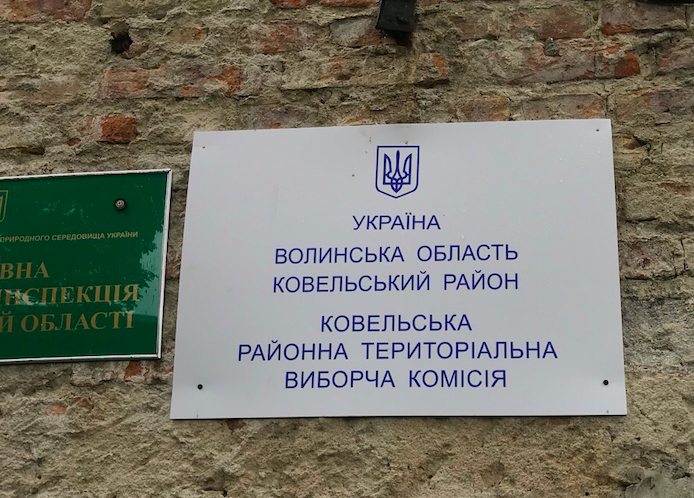 ПРИРОДНОГО СЕРЕДОВИЩА УКРАЇНИ
ІНСПЕКЦІЯ
ОБЛАСТІ
УКРАЇНА
ВОЛИНСЬКА ОБЛАСТЬ
КОВЕЛЬСЬКИЙ РАЙОН
КОВЕЛЬСЬКА
РАЙОННА ТЕРИТОРІАЛЬНА
ВИБОРЧА КОМІСІЯ